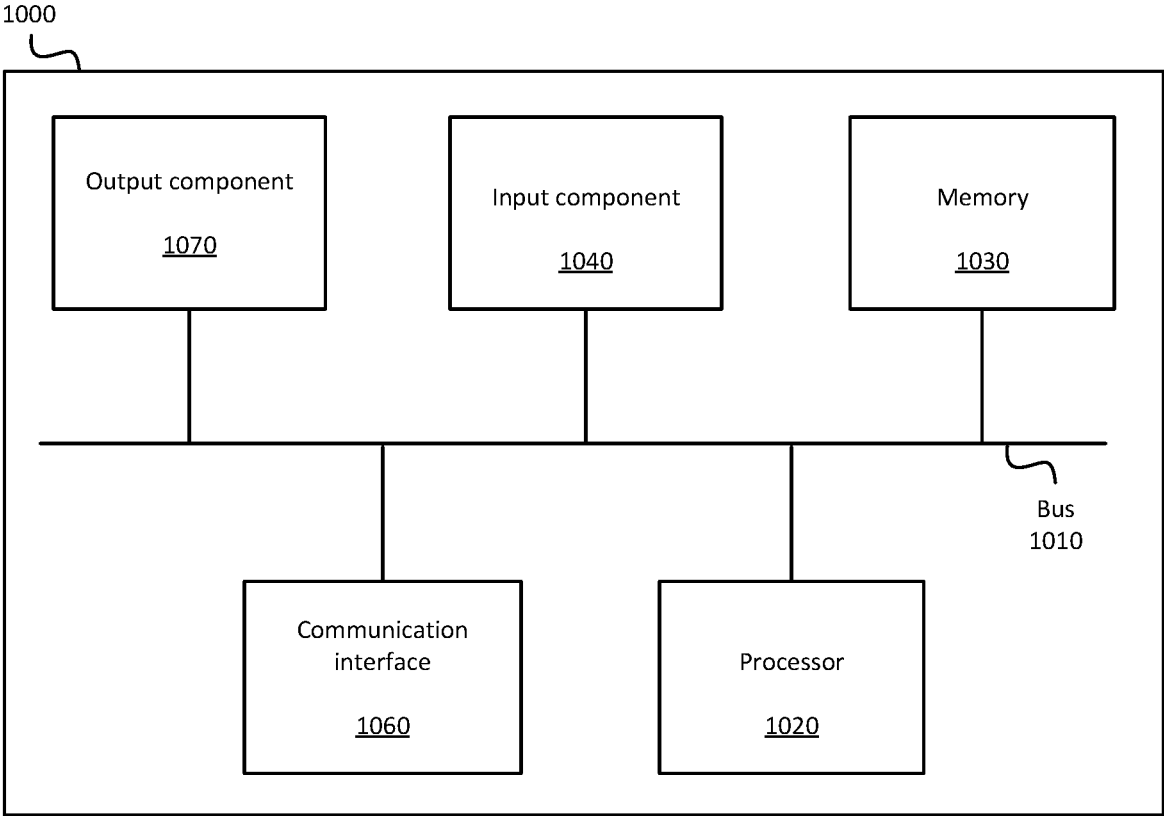 1000
Output component
1070
Input component
1040
Memory
1030
Bus
1010
Communication
interface
1060
Processor
1020